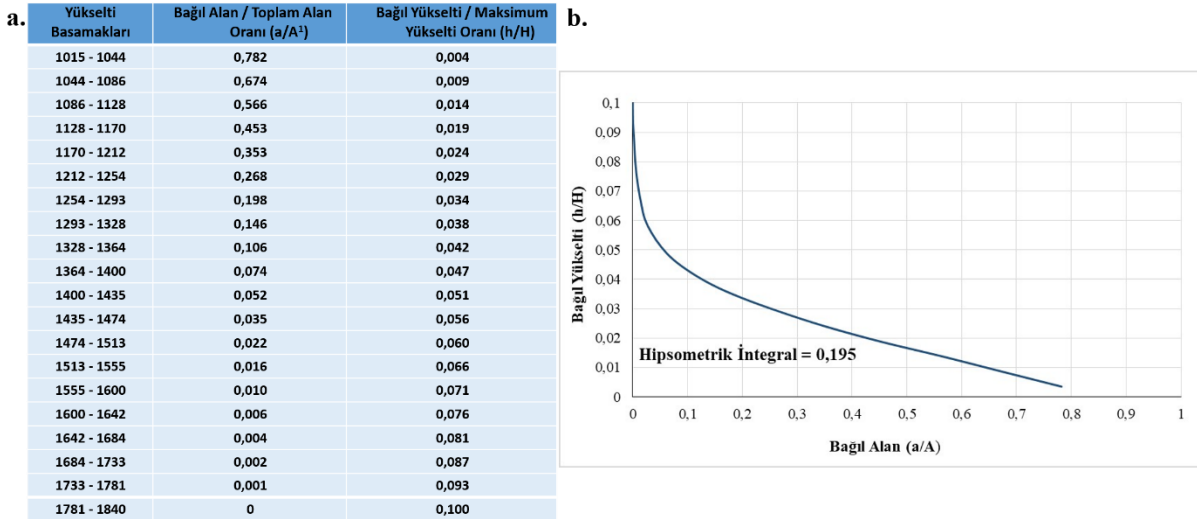 a.
Yükselti Basamakları	Bağıl Alan / Toplam Alan Oranı (a/A¹)	Bağıl Yükselti / Maksimum Yükselti Oranı (h/H)
1015 - 1044	0,782	0,004
1044 - 1086	0,674	0,009
1086 - 1128	0,566	0,014
1128 - 1170	0,453	0,019
1170 - 1212	0,353	0,024
1212 - 1254	0,268	0,029
1254 - 1293	0,198	0,034
1293 - 1328	0,146	0,038
1328 - 1364	0,106	0,042
1364 - 1400	0,074	0,047
1400 - 1435	0,052	0,051
1435 - 1474	0,035	0,056
1474 - 1513	0,022	0,060
1513 - 1555	0,016	0,066
1555 - 1600	0,010	0,071
1600 - 1642	0,006	0,076
1642 - 1684	0,004	0,081
1684 - 1733	0,002	0,087
1733 - 1781	0,001	0,093
1781 - 1840	0	0,100
b.
Bağıl Yükselti (h/H)
0,1
0,09
0,08
0,07
0,06
0,05
0,04
0,03
0,02
0,01
0
Hipsometrik İntegral = 0,195
0 0,1 0,2 0,3 0,4 0,5 0,6 0,7 0,8 0,9 1
Bağıl Alan (a/A)